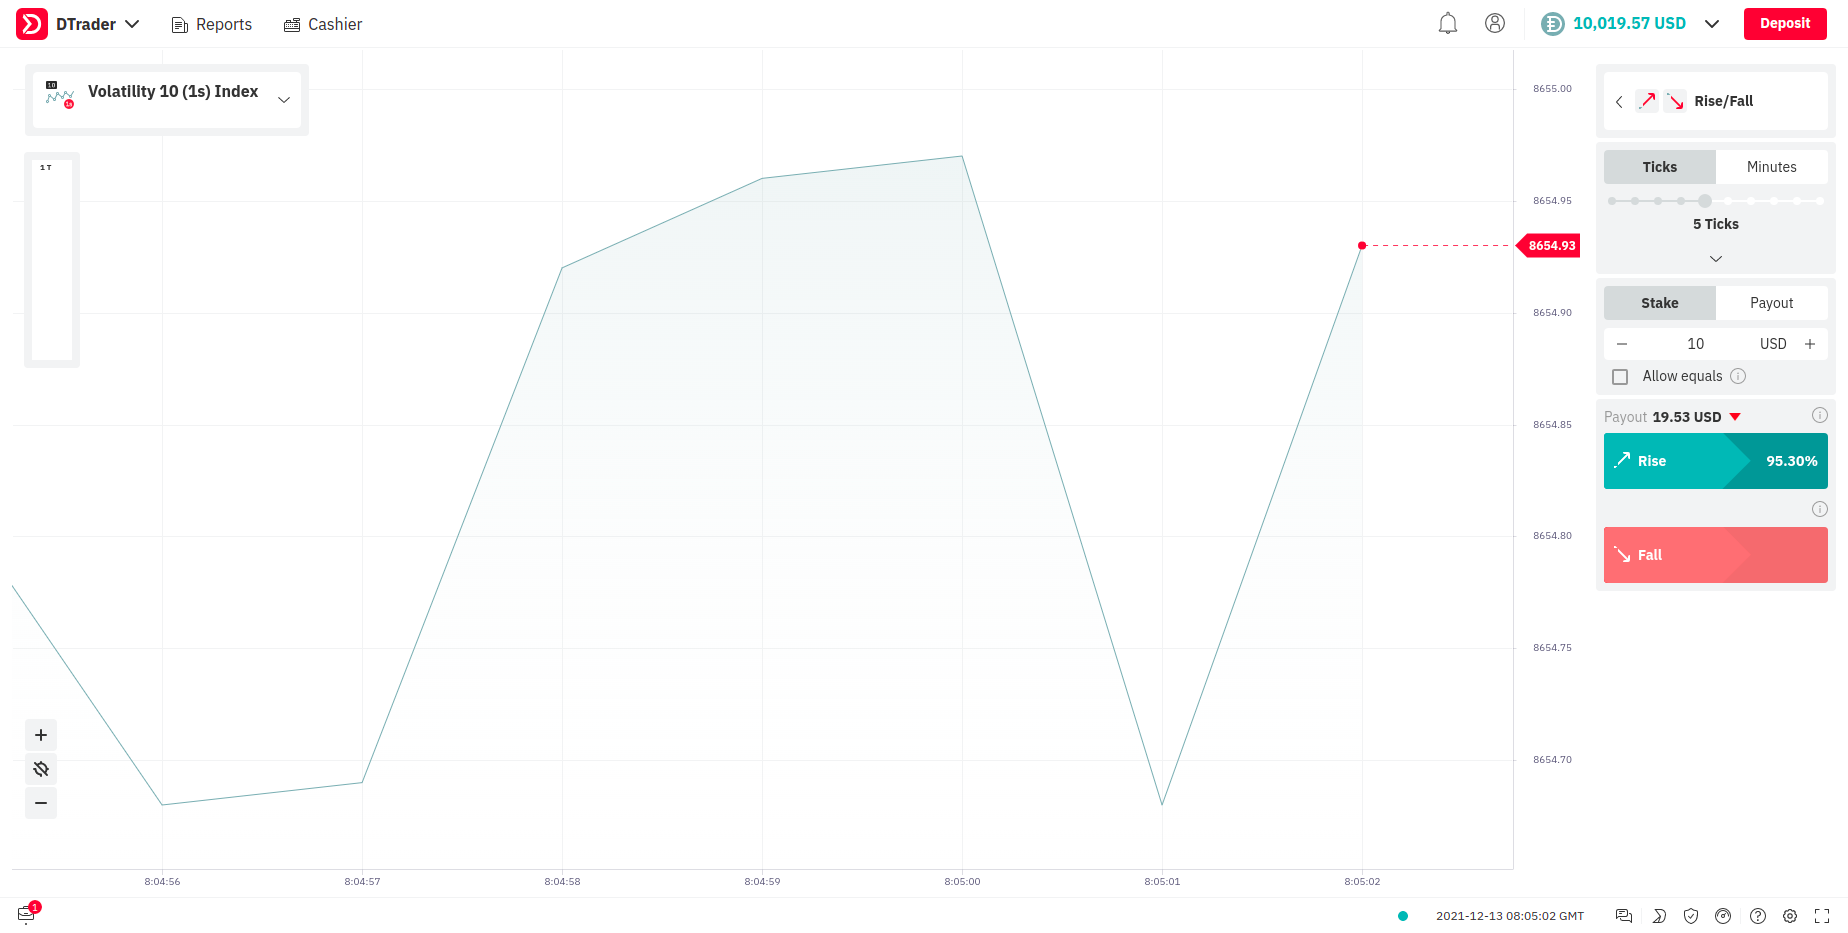 DTrader
Reports
Cashier
10,019.57 USD
Deposit
10
1s
Volatility 10 (1s) Index
1 T
8655.00
8654.95
8654.93
8654.90
8654.85
8654.80
8654.75
8654.70
8:04:56
8:04:57
8:04:58
8:04:59
8:05:00
8:05:01
8:05:02
Rise/Fall
Ticks
Minutes
5 Ticks
Stake
Payout
10
USD
Allow equals
Payout 19.53 USD
Rise
95.30%
Fall
1
2021-12-13 08:05:02 GMT